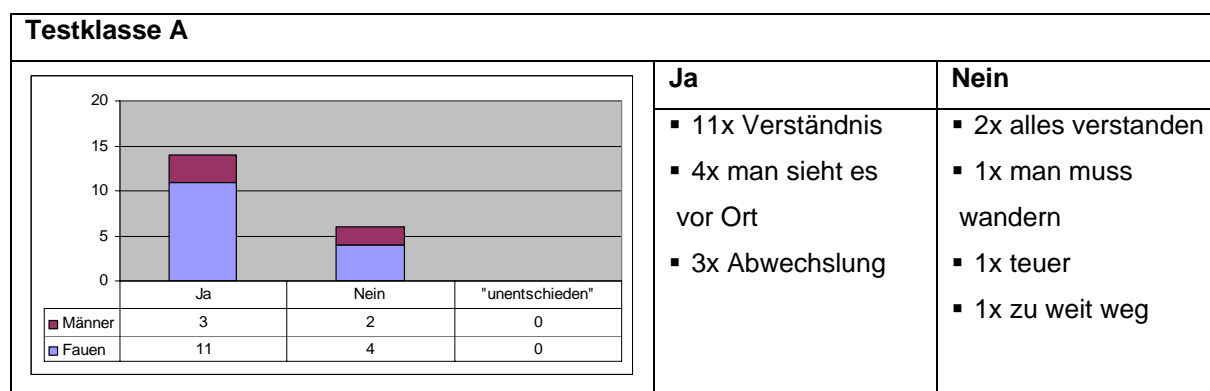 Testklasse A
20
15
10
5
0
Ja Nein "unentschieden"
Männer 3 2 0
Fauen 11 4 0
Ja
▪ 11x Verständnis
▪ 4x man sieht es
vor Ort
▪ 3x Abwechslung
Nein
▪ 2x alles verstanden
▪ 1x man muss
wandern
▪ 1x teuer
▪ 1x zu weit weg